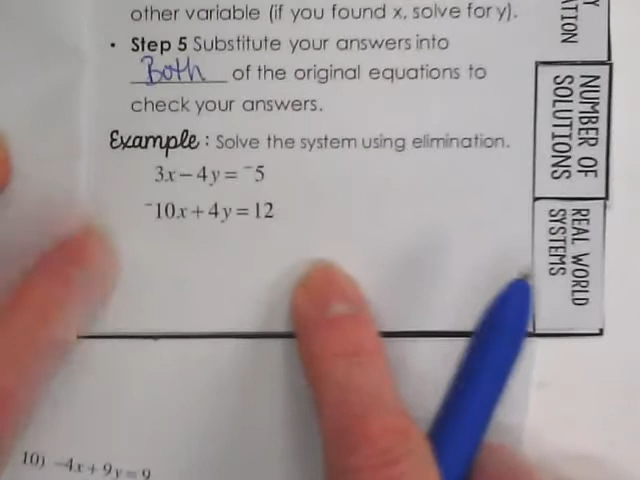 other variable (if you found x, solve for y).
• Step 5 Substitute your answers into
Both of the original equations to
check your answers.
Example: Solve the system using elimination.
3x − 4y = ⁻5
⁻10x + 4y = 12
10) −4x + 9y = 9
NUMBER OF
SOLUTIONS
REAL WORLD
SYSTEMS